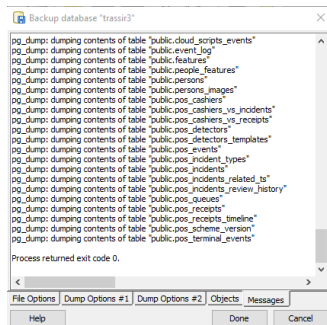 Backup database "trassir3"
pg_dump: dumping contents of table "public.cloud_scripts_events"
pg_dump: dumping contents of table "public.event_log"
pg_dump: dumping contents of table "public.features"
pg_dump: dumping contents of table "public.people_features"
pg_dump: dumping contents of table "public.persons"
pg_dump: dumping contents of table "public.persons_images"
pg_dump: dumping contents of table "public.pos_cashiers"
pg_dump: dumping contents of table "public.pos_cashiers_vs_incidents"
pg_dump: dumping contents of table "public.pos_cashiers_vs_receipts"
pg_dump: dumping contents of table "public.pos_detectors"
pg_dump: dumping contents of table "public.pos_detectors_templates"
pg_dump: dumping contents of table "public.pos_events"
pg_dump: dumping contents of table "public.pos_incident_types"
pg_dump: dumping contents of table "public.pos_incidents"
pg_dump: dumping contents of table "public.pos_incidents_related_ts"
pg_dump: dumping contents of table "public.pos_incidents_review_history"
pg_dump: dumping contents of table "public.pos_queues"
pg_dump: dumping contents of table "public.pos_receipts"
pg_dump: dumping contents of table "public.pos_receipts_timeline"
pg_dump: dumping contents of table "public.pos_scheme_version"
pg_dump: dumping contents of table "public.pos_terminal_events"
Process returned exit code 0.
File Options Dump Options #1 Dump Options #2 Objects Messages
Help Done Cancel